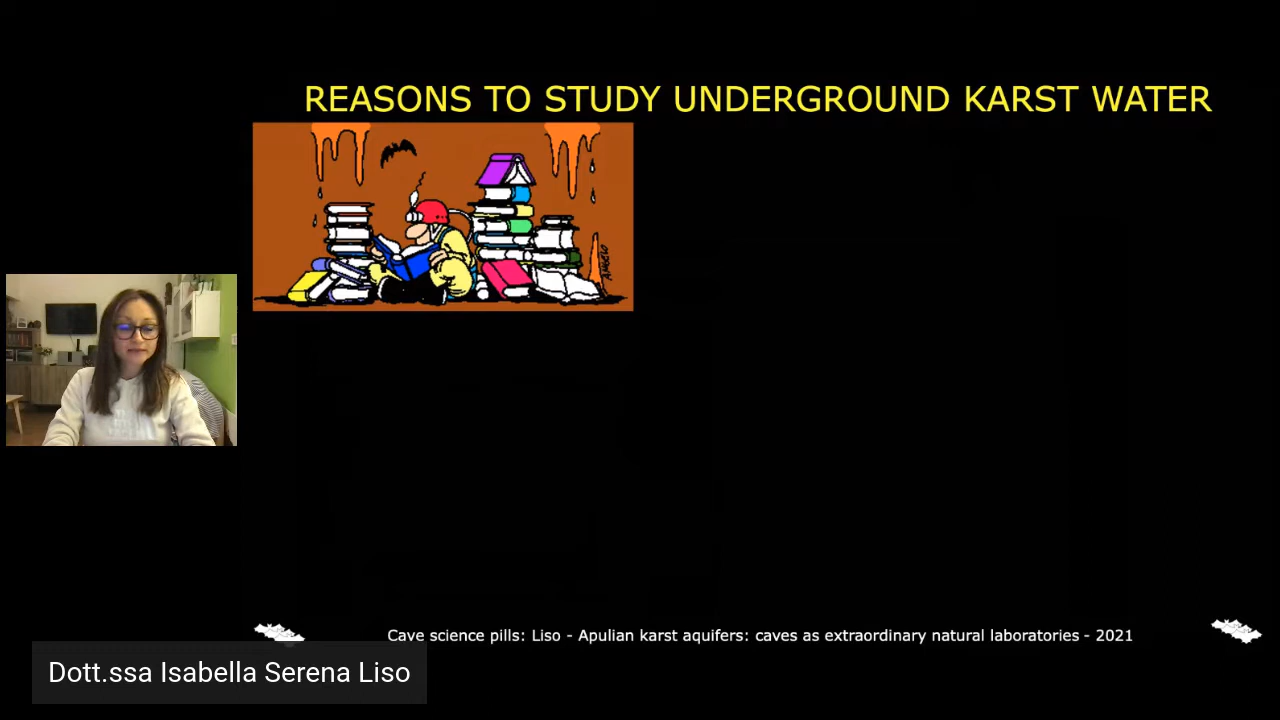 REASONS TO STUDY UNDERGROUND KARST WATER
Cave science pills: Liso - Apulian karst aquifers: caves as extraordinary natural laboratories - 2021
Dott.ssa Isabella Serena Liso